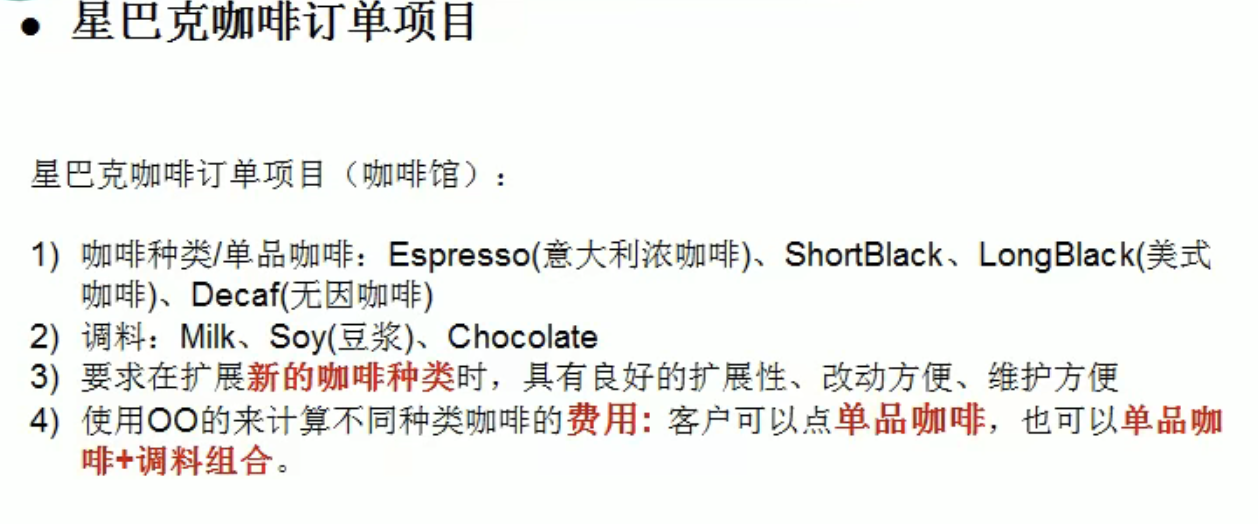 ● 星巴克咖啡订单项目
星巴克咖啡订单项目（咖啡馆）：
1) 咖啡种类/单品咖啡：Espresso(意大利浓咖啡)、ShortBlack、LongBlack(美式
咖啡)、Decaf(无因咖啡)
2) 调料：Milk、Soy(豆浆)、Chocolate
3) 要求在扩展新的咖啡种类时，具有良好的扩展性、改动方便、维护方便
4) 使用OO的来计算不同种类咖啡的费用: 客户可以点单品咖啡，也可以单品咖
啡+调料组合。